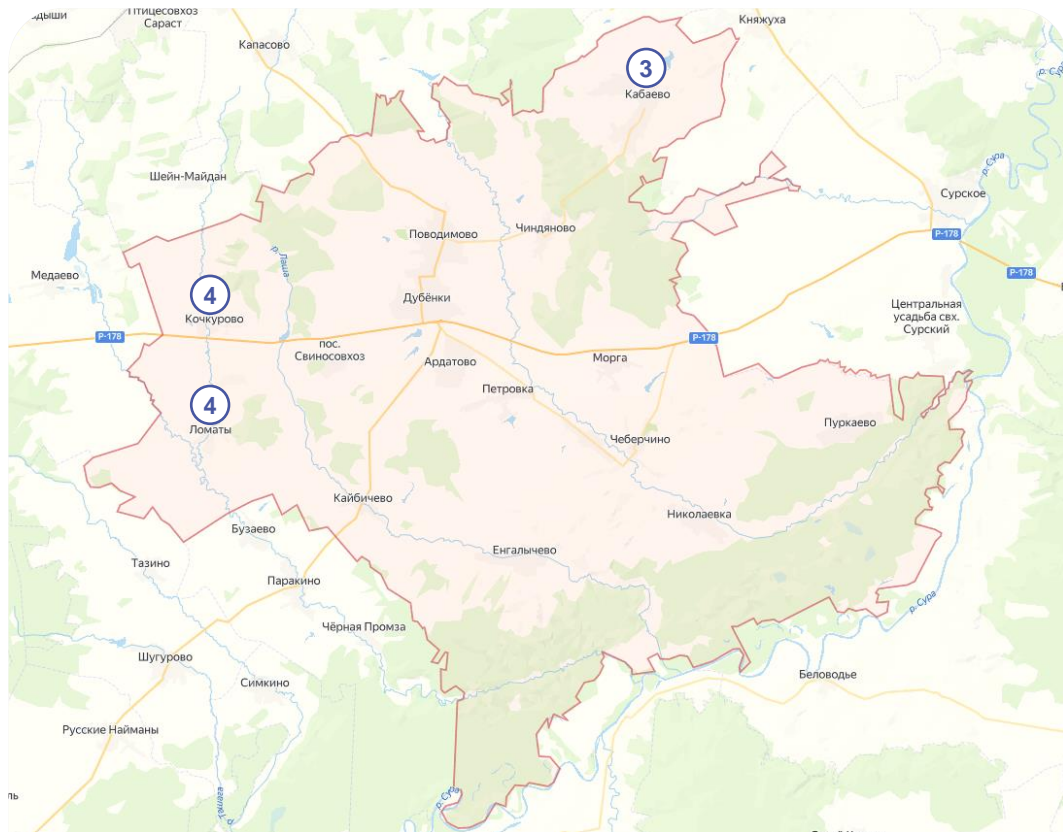 Птицесовхоз
Сараст
Княжуха
Капасово
3
Кабаево
р. Сура
Шейн-Майдан
р. Сура
Сурское
Поводимово
Чиндяново
Р-178
р. Лаша
Медаево
Р-178
4
Кочкурово
Дубёнки
Центральная
усадьба свх.
Сурский
Р-178
Р-178
пос.
Свиносовхоз
Ардатово
Морга
4
Ломаты
Петровка
Пуркаево
Чеберчино
Кайбичево
Николаевка
Бузаево
Енгалычево
Тазино
Паракино
р. Сура
Чёрная Промза
Шугурово
Симкино
Беловодье
Русские Найманы
р. Сура